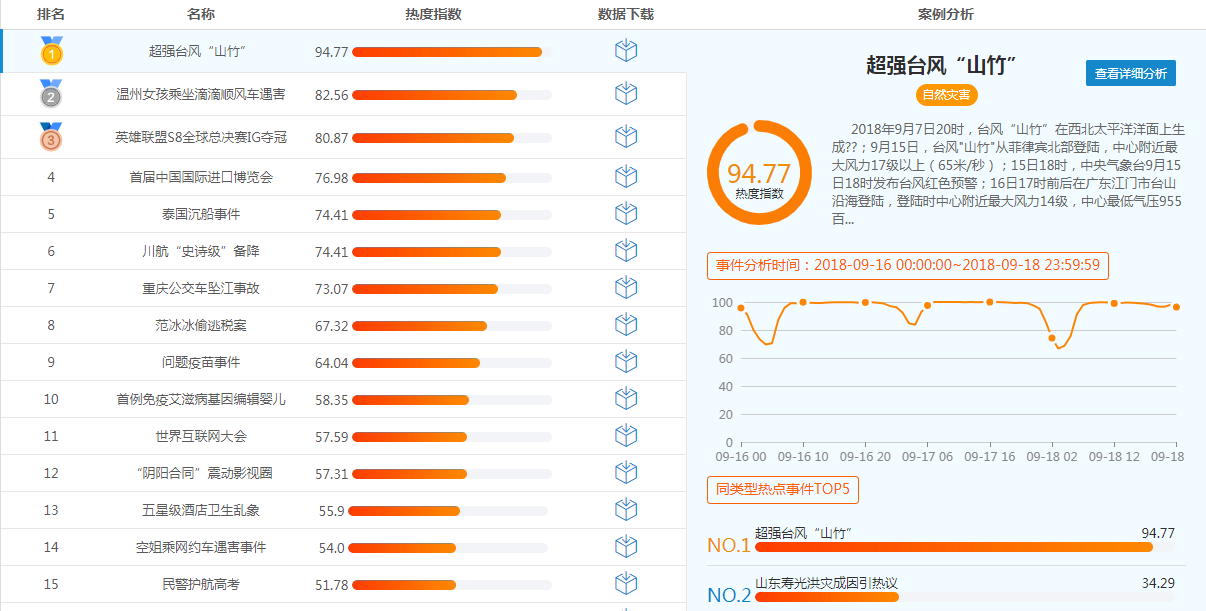 排名 名称 热度指数 数据下载 案例分析
1 超强台风“山竹” 94.77
2 温州女孩乘坐滴滴顺风车遇害 82.56
3 英雄联盟S8全球总决赛IG夺冠 80.87
4 首届中国国际进口博览会 76.98
5 泰国沉船事件 74.41
6 川航“史诗级”备降 74.41
7 重庆公交车坠江事故 73.07
8 范冰冰偷逃税案 67.32
9 问题疫苗事件 64.04
10 首例免疫艾滋病基因编辑婴儿 58.35
11 世界互联网大会 57.59
12 “阴阳合同”震动影视圈 57.31
13 五星级酒店卫生乱象 55.9
14 空姐乘网约车遇害事件 54.0
15 民警护航高考 51.78
超强台风“山竹”
查看详细分析
自然灾害
94.77
热度指数
2018年9月7日20时，台风“山竹”在西北太平洋洋面上生
成??；9月15日，台风"山竹"从菲律宾北部登陆，中心附近最
大风力17级以上（65米/秒）；15日18时，中央气象台9月15
日18时发布台风红色预警；16日17时前后在广东江门市台山
沿海登陆，登陆时中心附近最大风力14级，中心最低气压955
百...
事件分析时间：2018-09-16 00:00:00~2018-09-18 23:59:59
100
80
60
40
20
0
09-16 00 09-16 10 09-16 20 09-17 06 09-17 16 09-18 02 09-18 12 09-18
同类型热点事件TOP5
NO.1 超强台风“山竹” 94.77
NO.2 山东寿光洪灾成因引热议 34.29